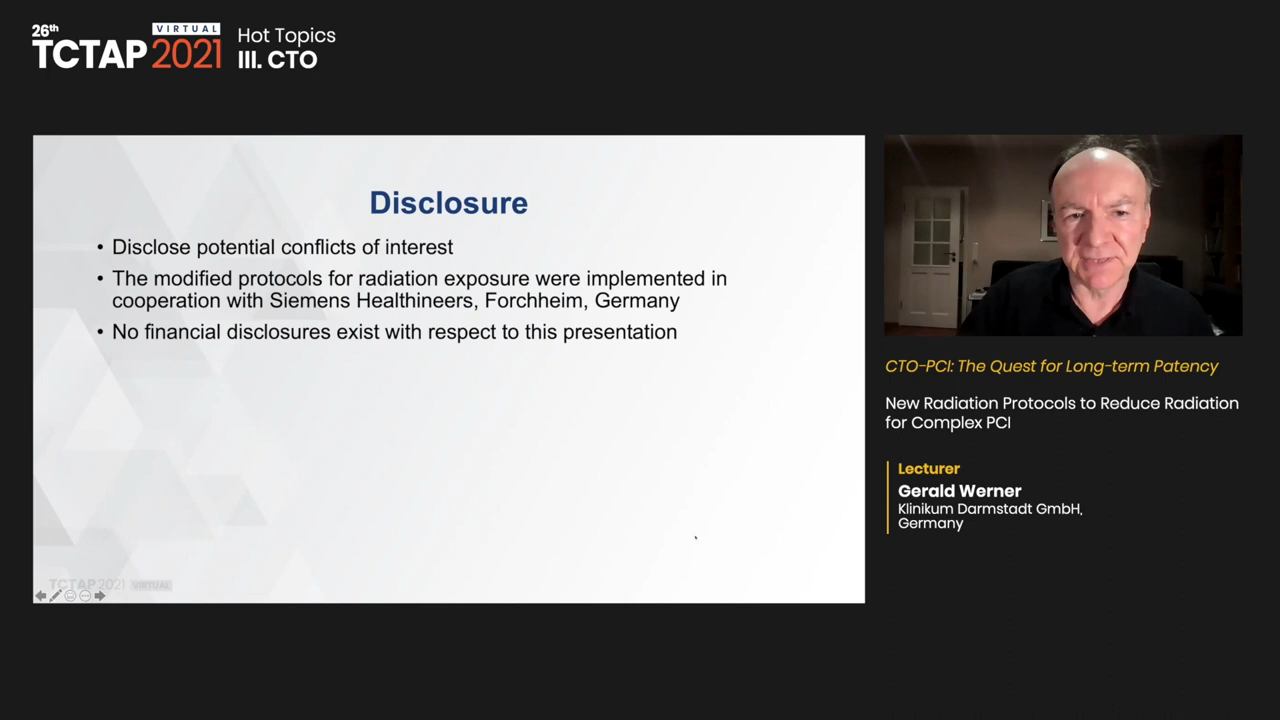 26th
VIRTUAL
TCTAP 2021
Hot Topics
III. CTO
Disclosure
• Disclose potential conflicts of interest
• The modified protocols for radiation exposure were implemented in
cooperation with Siemens Healthineers, Forchheim, Germany
• No financial disclosures exist with respect to this presentation
TCTAP 2021 VIRTUAL
CTO-PCI: The Quest for Long-term Patency
New Radiation Protocols to Reduce Radiation
for Complex PCI
Lecturer
Gerald Werner
Klinikum Darmstadt GmbH,
Germany